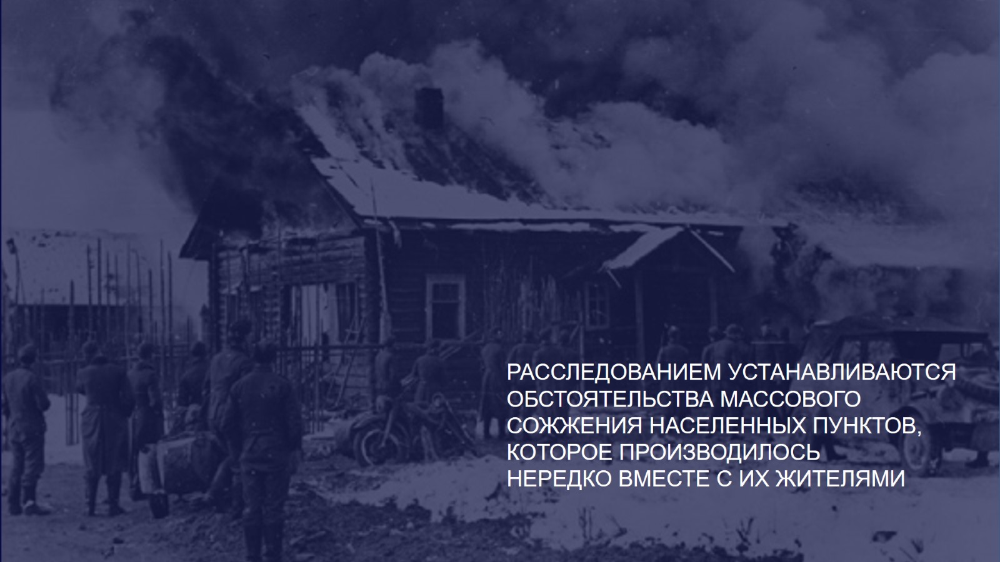 РАССЛЕДОВАНИЕМ УСТАНАВЛИВАЮТСЯ
ОБСТОЯТЕЛЬСТВА МАССОВОГО
СОЖЖЕНИЯ НАСЕЛЕННЫХ ПУНКТОВ,
КОТОРОЕ ПРОИЗВОДИЛОСЬ
НЕРЕДКО ВМЕСТЕ С ИХ ЖИТЕЛЯМИ